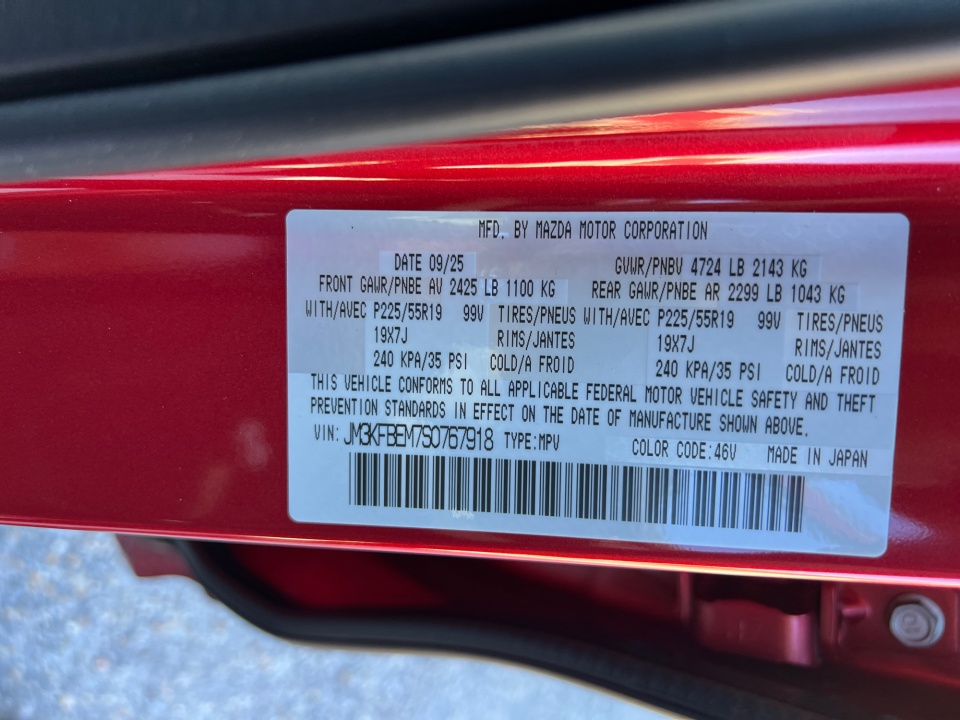 MFD. BY MAZDA MOTOR CORPORATION
DATE 09/25 GVWR/PNBV 4724 LB 2143 KG
FRONT GAWR/PNBE AV 2425 LB 1100 KG REAR GAWR/PNBE AR 2299 LB 1043 KG
WITH/AVEC P225/55R19 99V TIRES/PNEUS WITH/AVEC P225/55R19 99V TIRES/PNEUS
19X7J RIMS/JANTES 19X7J RIMS/JANTES
240 KPA/35 PSI COLD/A FROID 240 KPA/35 PSI COLD/A FROID
THIS VEHICLE CONFORMS TO ALL APPLICABLE FEDERAL MOTOR VEHICLE SAFETY AND THEFT
PREVENTION STANDARDS IN EFFECT ON THE DATE OF MANUFACTURE SHOWN ABOVE.
VIN: JM3KFBEM7S0767918 TYPE:MPV COLOR CODE:46V MADE IN JAPAN